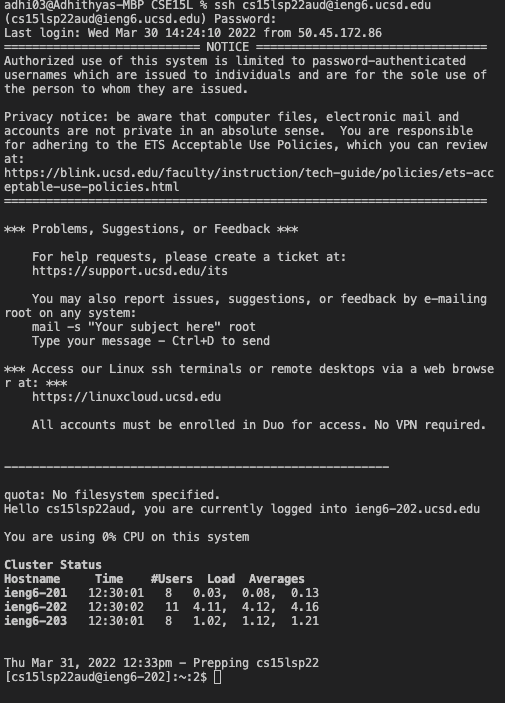 adhi03@Adhithyas-MBP CSE15L % ssh cs15lsp22aud@ieng6.ucsd.edu
(cs15lsp22aud@ieng6.ucsd.edu) Password:
Last login: Wed Mar 30 14:24:10 2022 from 50.45.172.86
============================ NOTICE =================================
Authorized use of this system is limited to password-authenticated
usernames which are issued to individuals and are for the sole use of
the person to whom they are issued.

Privacy notice: be aware that computer files, electronic mail and
accounts are not private in an absolute sense.  You are responsible
for adhering to the ETS Acceptable Use Policies, which you can review
at:
https://blink.ucsd.edu/faculty/instruction/tech-guide/policies/ets-acc
eptable-use-policies.html
=====================================================================

*** Problems, Suggestions, or Feedback ***

    For help requests, please create a ticket at:
    https://support.ucsd.edu/its

    You may also report issues, suggestions, or feedback by e-mailing
root on any system:
    mail -s "Your subject here" root
    Type your message - Ctrl+D to send

*** Access our Linux ssh terminals or remote desktops via a web browse
r at: ***
    https://linuxcloud.ucsd.edu

    All accounts must be enrolled in Duo for access. No VPN required.


-------------------------------------------------------

quota: No filesystem specified.
Hello cs15lsp22aud, you are currently logged into ieng6-202.ucsd.edu

You are using 0% CPU on this system

Cluster Status
Hostname     Time    #Users  Load  Averages
ieng6-201   12:30:01   8   0.03,  0.08,  0.13
ieng6-202   12:30:02   11  4.11,  4.12,  4.16
ieng6-203   12:30:01   8   1.02,  1.12,  1.21


Thu Mar 31, 2022 12:33pm - Prepping cs15lsp22
[cs15lsp22aud@ieng6-202]:~:2$